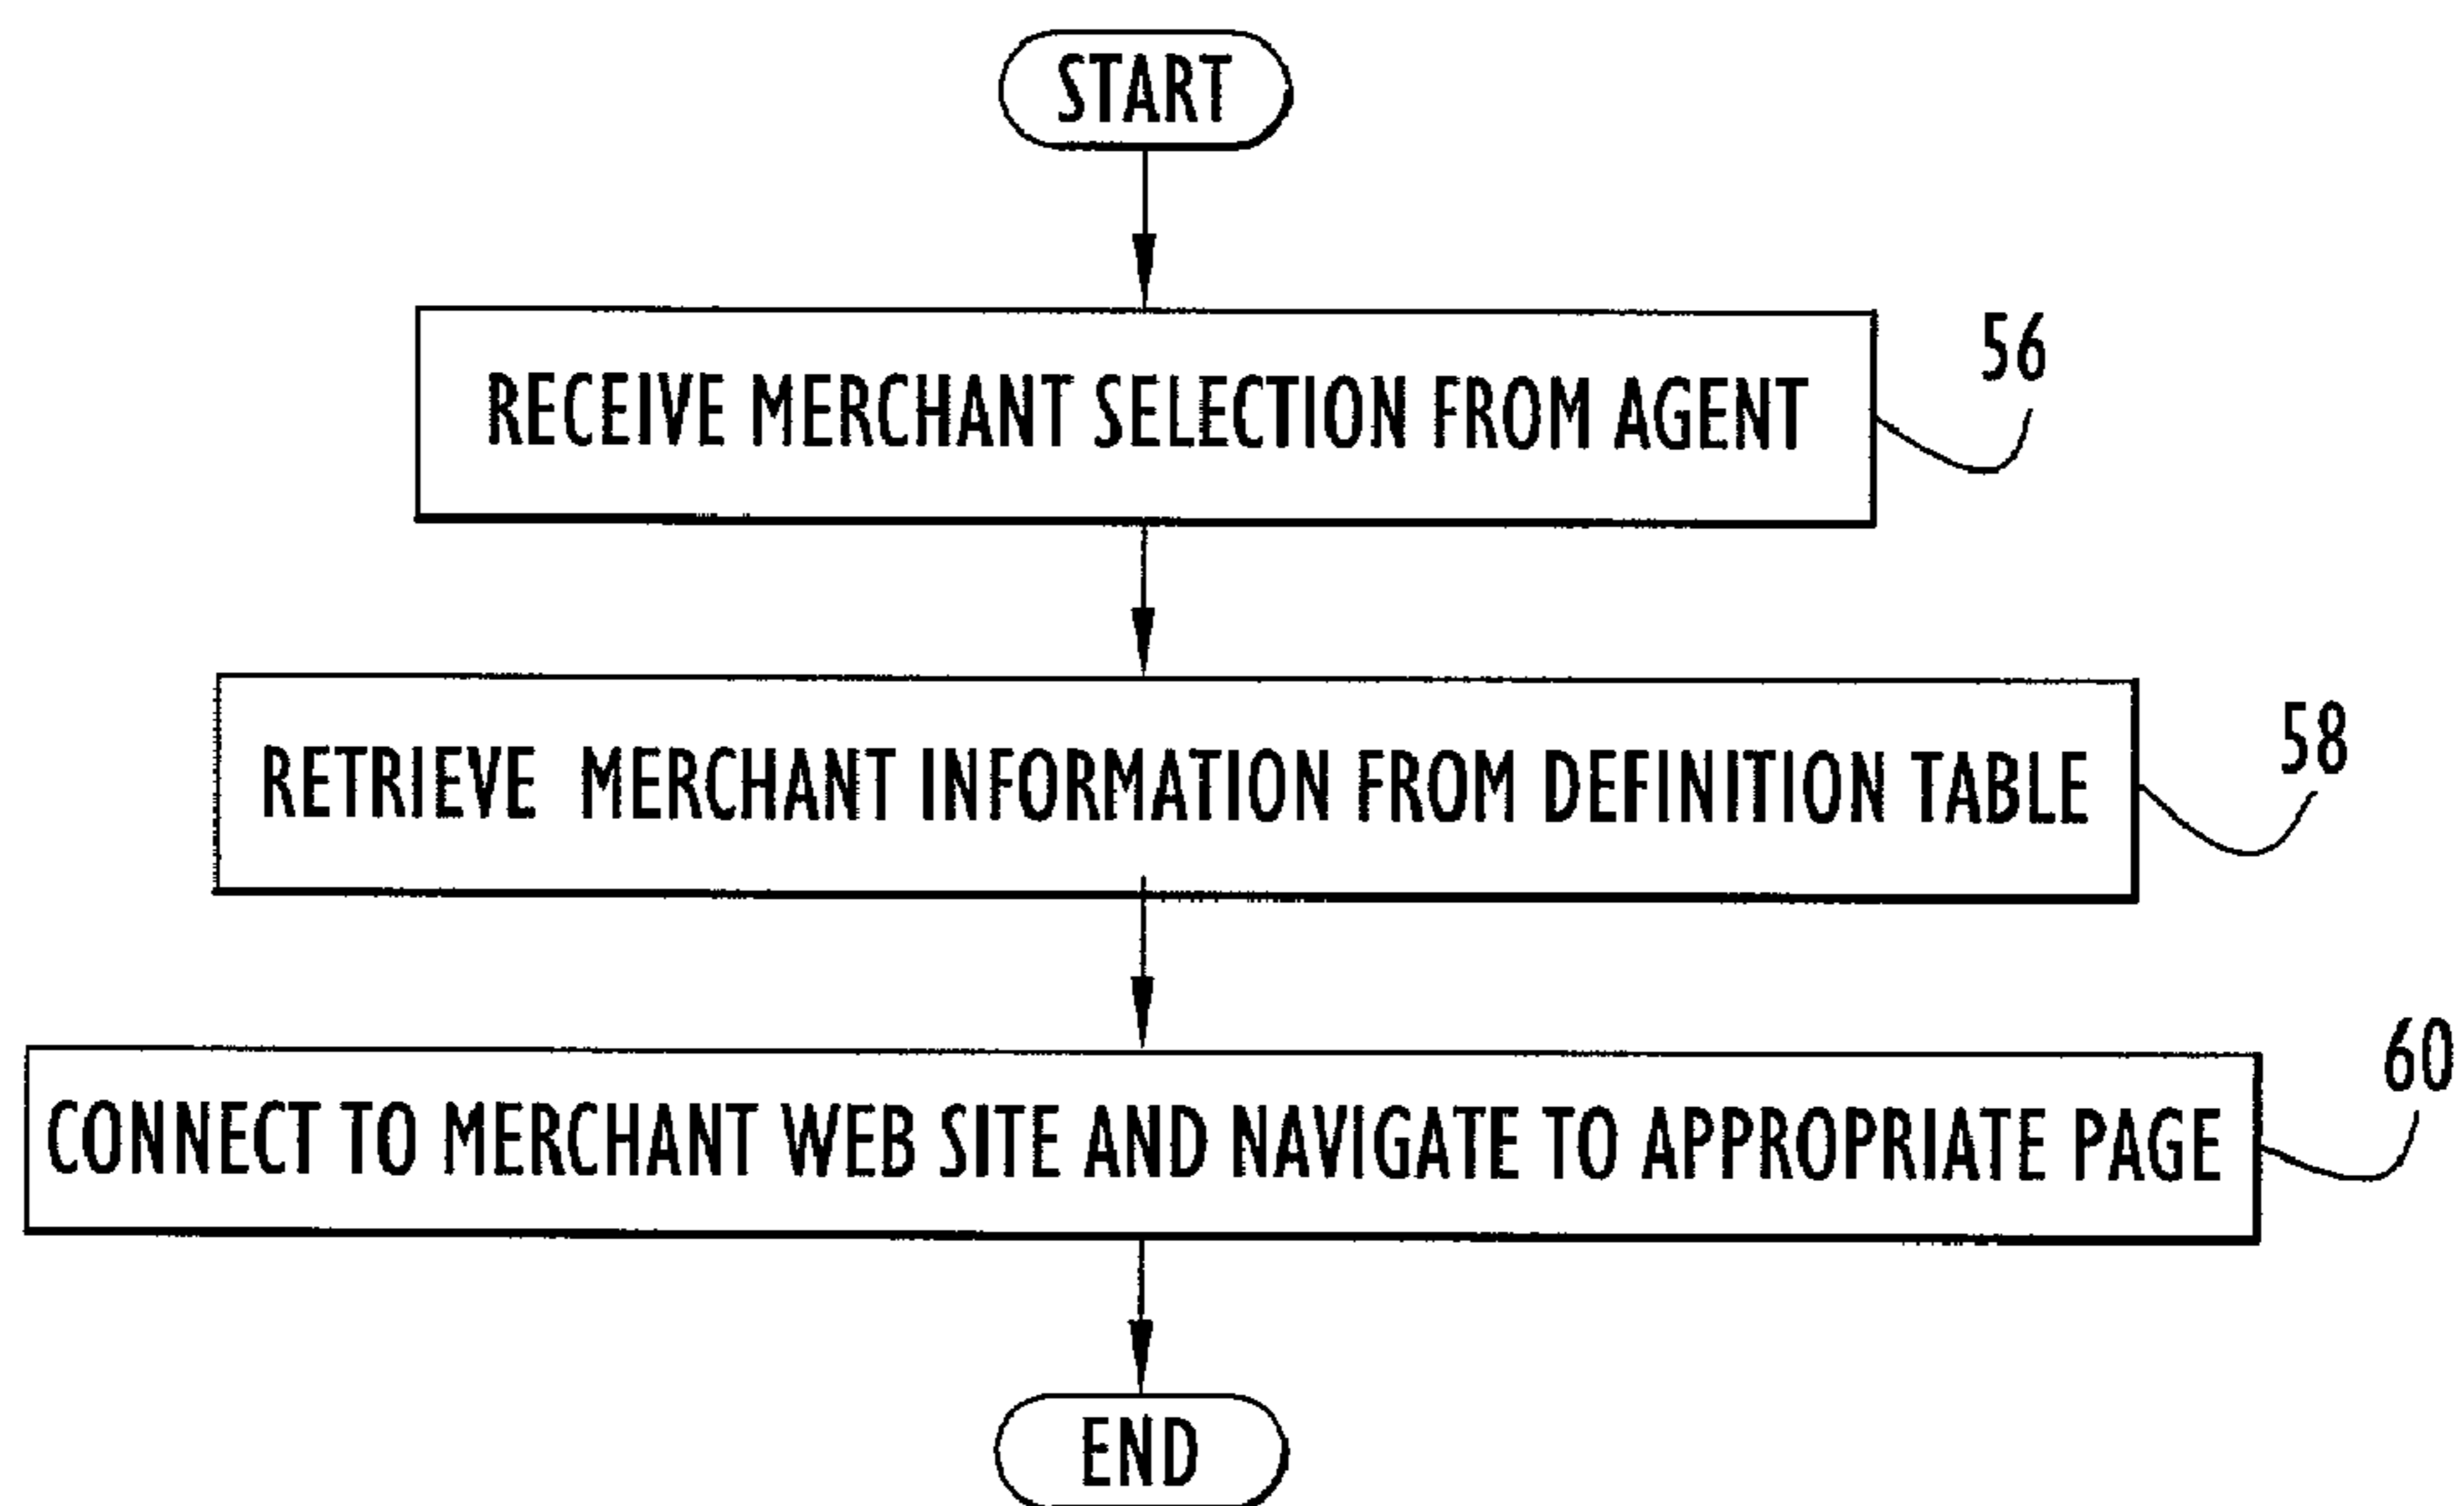 START
RECEIVE MERCHANT SELECTION FROM AGENT
56
RETRIEVE MERCHANT INFORMATION FROM DEFINITION TABLE
58
CONNECT TO MERCHANT WEB SITE AND NAVIGATE TO APPROPRIATE PAGE
60
END